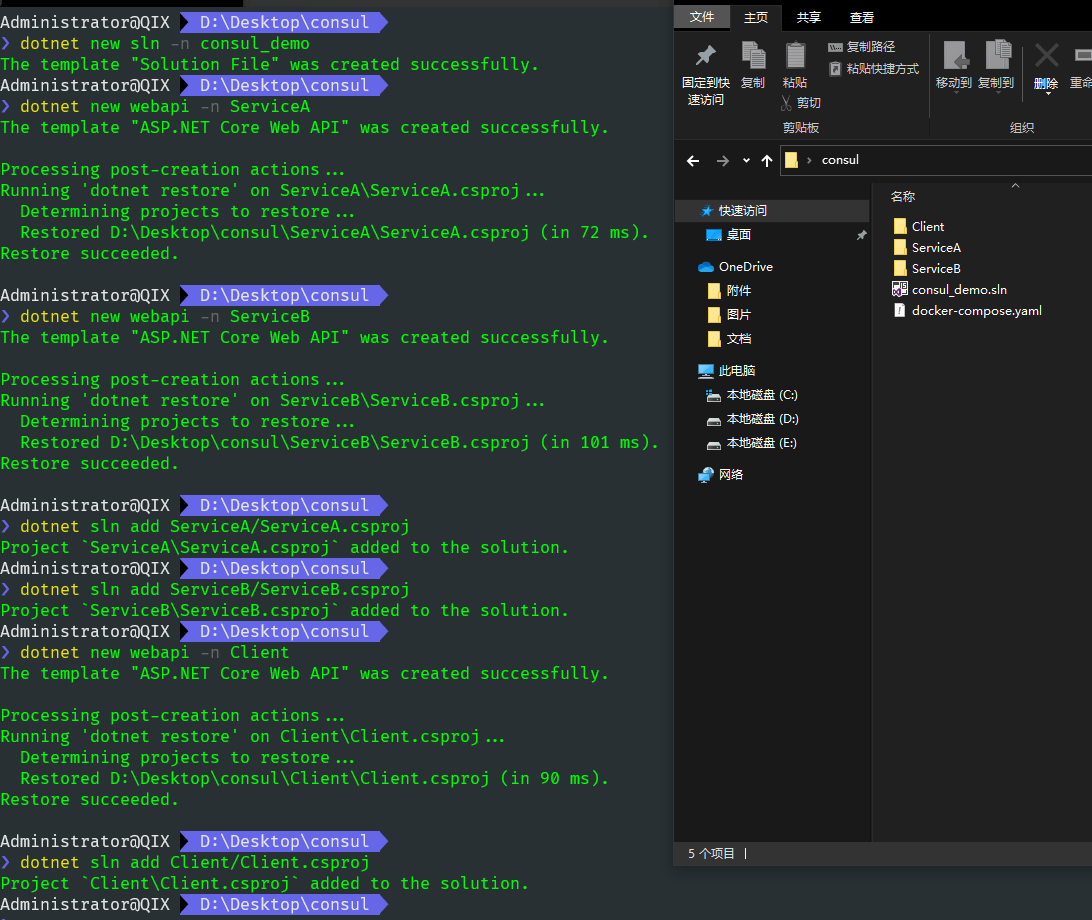 Administrator@QIX D:\Desktop\consul
❯ dotnet new sln -n consul_demo
The template "Solution File" was created successfully.
Administrator@QIX D:\Desktop\consul
❯ dotnet new webapi -n ServiceA
The template "ASP.NET Core Web API" was created successfully.
Processing post-creation actions...
Running 'dotnet restore' on ServiceA\ServiceA.csproj...
Determining projects to restore...
Restored D:\Desktop\consul\ServiceA\ServiceA.csproj (in 72 ms).
Restore succeeded.
Administrator@QIX D:\Desktop\consul
❯ dotnet new webapi -n ServiceB
The template "ASP.NET Core Web API" was created successfully.
Processing post-creation actions...
Running 'dotnet restore' on ServiceB\ServiceB.csproj...
Determining projects to restore...
Restored D:\Desktop\consul\ServiceB\ServiceB.csproj (in 101 ms).
Restore succeeded.
Administrator@QIX D:\Desktop\consul
❯ dotnet sln add ServiceA/ServiceA.csproj
Project `ServiceA\ServiceA.csproj` added to the solution.
Administrator@QIX D:\Desktop\consul
❯ dotnet sln add ServiceB/ServiceB.csproj
Project `ServiceB\ServiceB.csproj` added to the solution.
Administrator@QIX D:\Desktop\consul
❯ dotnet new webapi -n Client
The template "ASP.NET Core Web API" was created successfully.
Processing post-creation actions...
Running 'dotnet restore' on Client\Client.csproj...
Determining projects to restore...
Restored D:\Desktop\consul\Client\Client.csproj (in 90 ms).
Restore succeeded.
Administrator@QIX D:\Desktop\consul
❯ dotnet sln add Client/Client.csproj
Project `Client\Client.csproj` added to the solution.
Administrator@QIX D:\Desktop\consul
文件 主页 共享 查看
固定到快
速访问
复制
粘贴
复制路径
粘贴快捷方式
剪切
剪贴板
移动到 复制到 删除 重命
组织
consul
名称
快速访问
桌面
OneDrive
附件
图片
文档
此电脑
本地磁盘 (C:)
本地磁盘 (D:)
本地磁盘 (E:)
网络
Client
ServiceA
ServiceB
consul_demo.sln
docker-compose.yaml
5 个项目